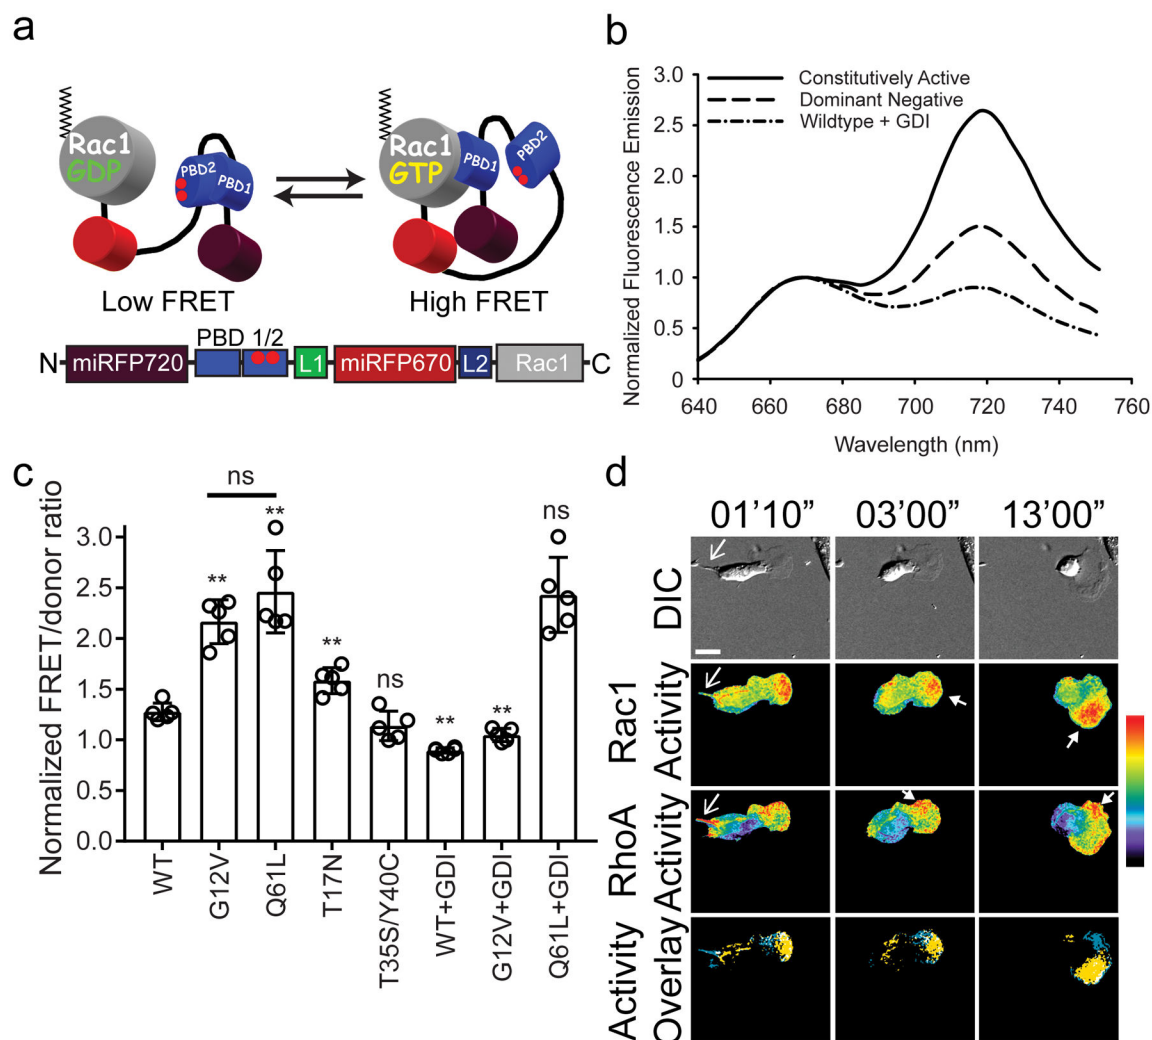 a
Rac1
GDP
PBD2
PBD1
Low FRET
Rac1
GTP
PBD1
PBD2
High FRET
PBD 1/2
N miRFP720 L1 miRFP670 L2 Rac1 C
b
Normalized Fluorescence Emission
3.0
2.5
2.0
1.5
1.0
0.5
0
Constitutively Active
Dominant Negative
Wildtype + GDI
640 660 680 700 720 740 760
Wavelength (nm)
c
Normalized FRET/donor ratio
3.0
2.5
2.0
1.5
1.0
0.5
0.0
ns
**
**
**
ns
**
**
ns
WT
G12V
Q61L
T17N
T35S/Y40C
WT+GDI
G12V+GDI
Q61L+GDI
d
01'10" 03'00" 13'00"
DIC
Rac1
Activity
RhoA
Activity
Activity
Overlay